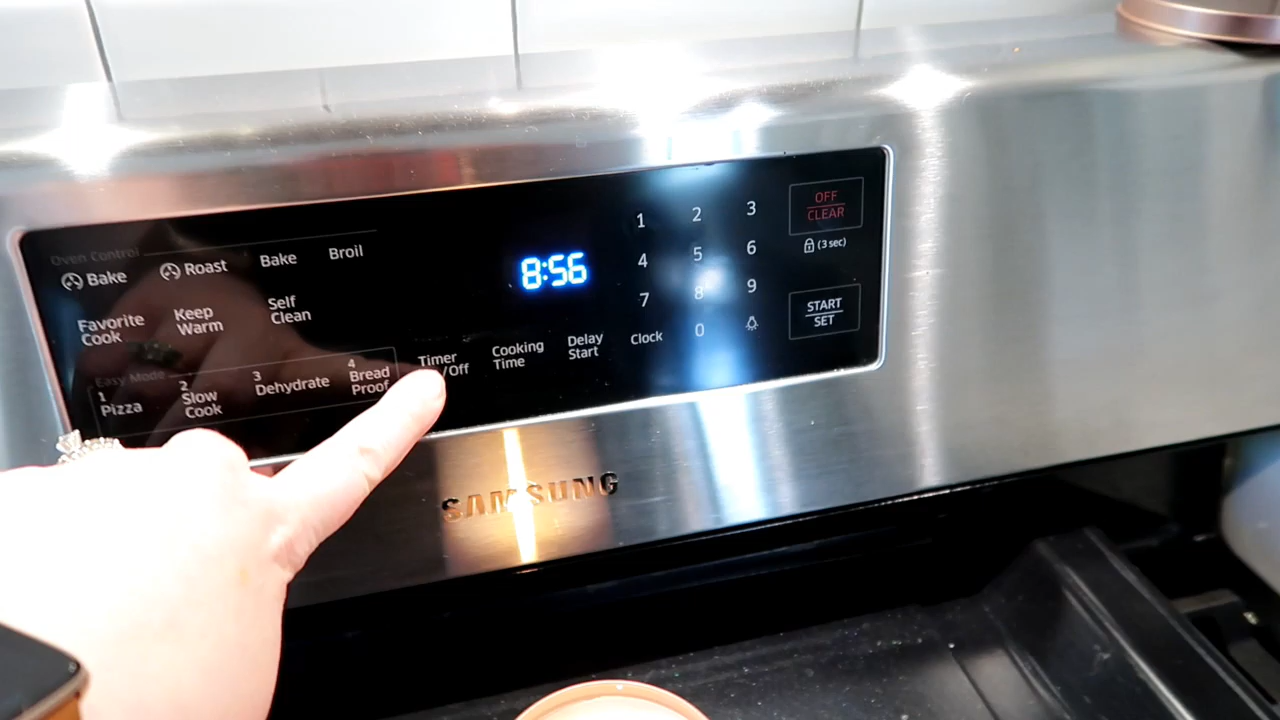 Oven Control
Bake
Roast
Bake
Broil
Favorite
Cook
Keep
Warm
Self
Clean
Easy Mode
1
Pizza
2
Slow
Cook
3
Dehydrate
4
Bread
Proof
Timer
/Off
Cooking
Time
Delay
Start
Clock
8:56
1 2 3
4 5 6
7 8 9
0
OFF
CLEAR
(3 sec)
START
SET
SAMSUNG